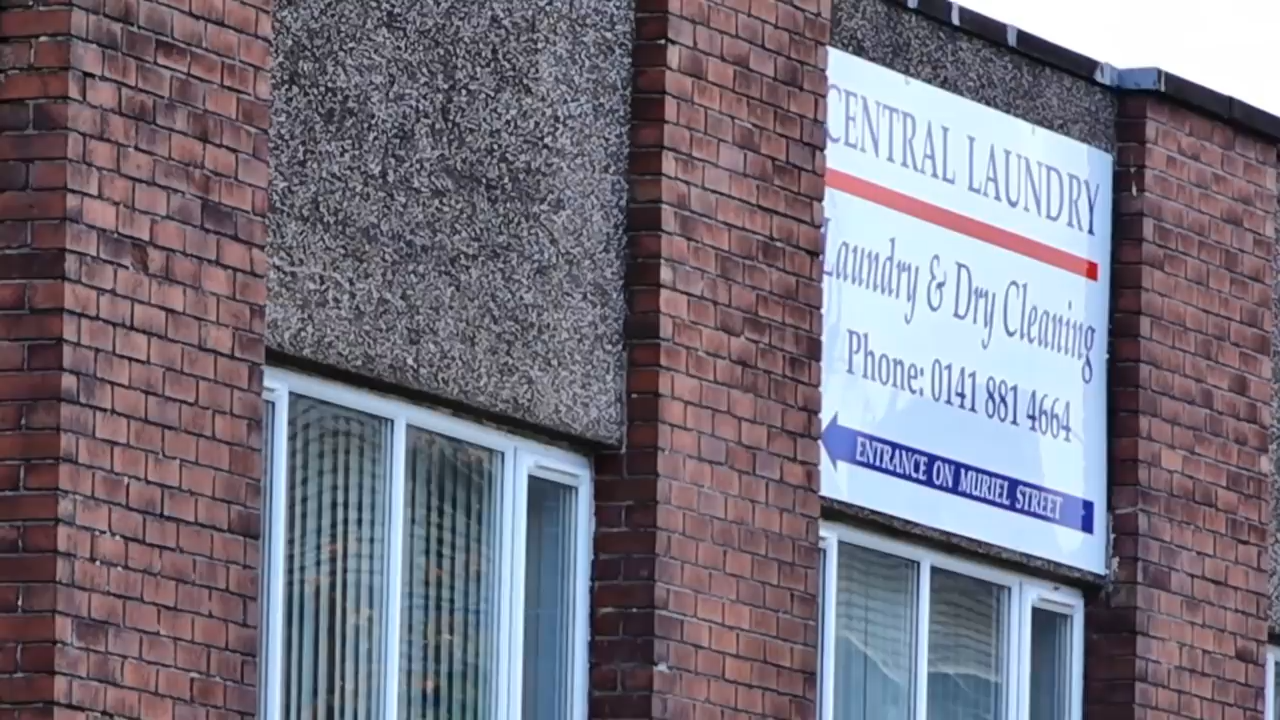 CENTRAL LAUNDRY
Laundry & Dry Cleaning
Phone: 0141 881 4664
ENTRANCE ON MURIEL STREET